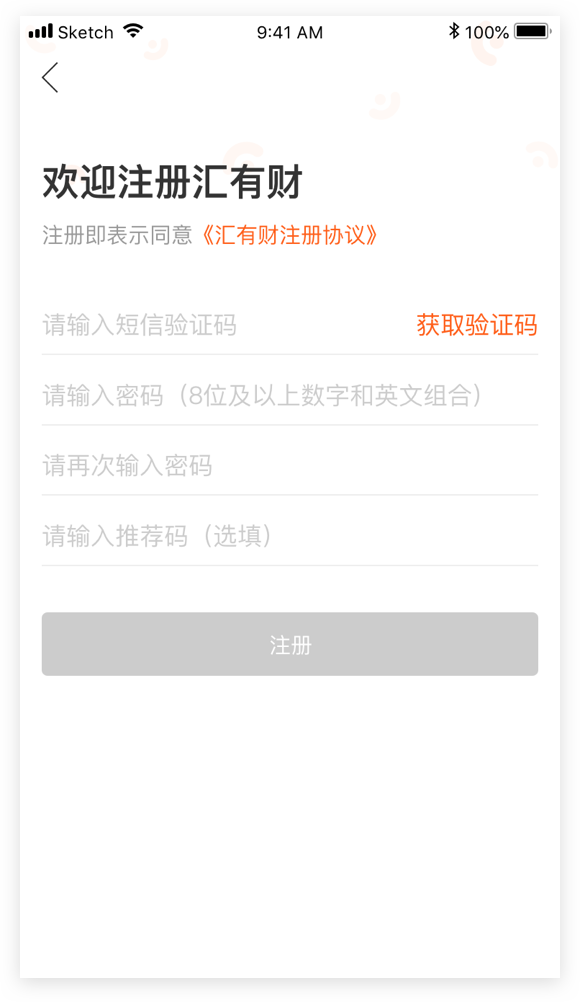 Sketch 9:41 AM 100%
欢迎注册汇有财
注册即表示同意《汇有财注册协议》
请输入短信验证码 获取验证码
请输入密码（8位及以上数字和英文组合）
请再次输入密码
请输入推荐码（选填）
注册